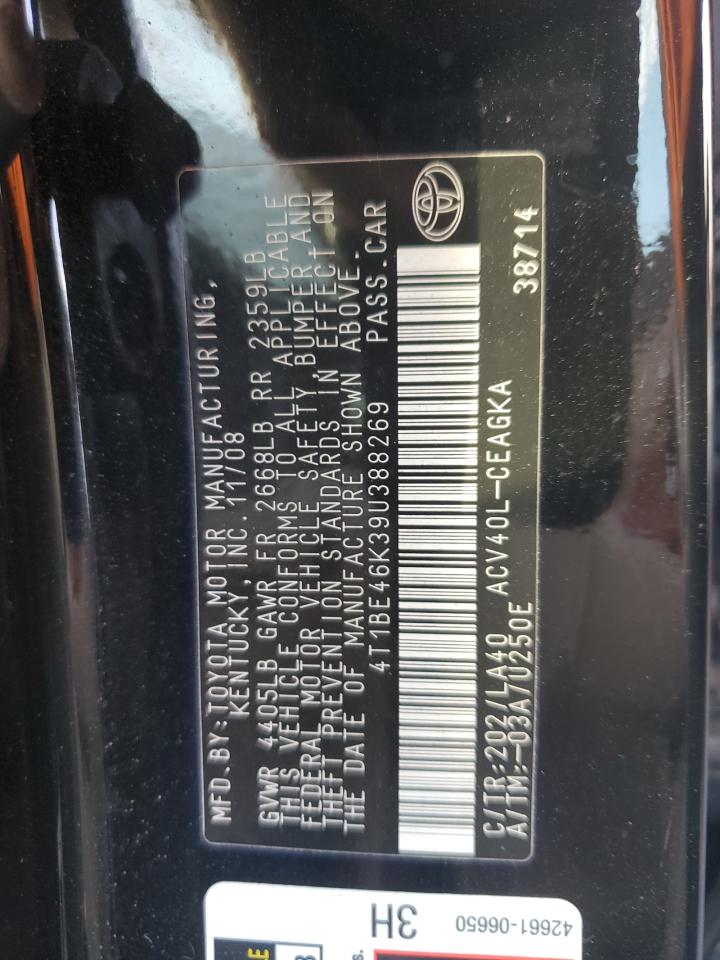 MFD.BY:TOYOTA MOTOR MANUFACTURING,
KENTUCKY,INC. 11/08
GVWR 4405LB GAWR FR 2668LB RR 2359LB
THIS VEHICLE CONFORMS TO ALL APPLICABLE
FEDERAL MOTOR VEHICLE SAFETY,BUMPER AND
THEFT PREVENTION STANDARDS IN EFFECT ON
THE DATE OF MANUFACTURE SHOWN ABOVE.
4T1BE46K39U388269 PASS.CAR
C/TR:202/LA40 ACV40L-CEAGKA 38714
A/TM:-03A/U250E
42661-06650
3H